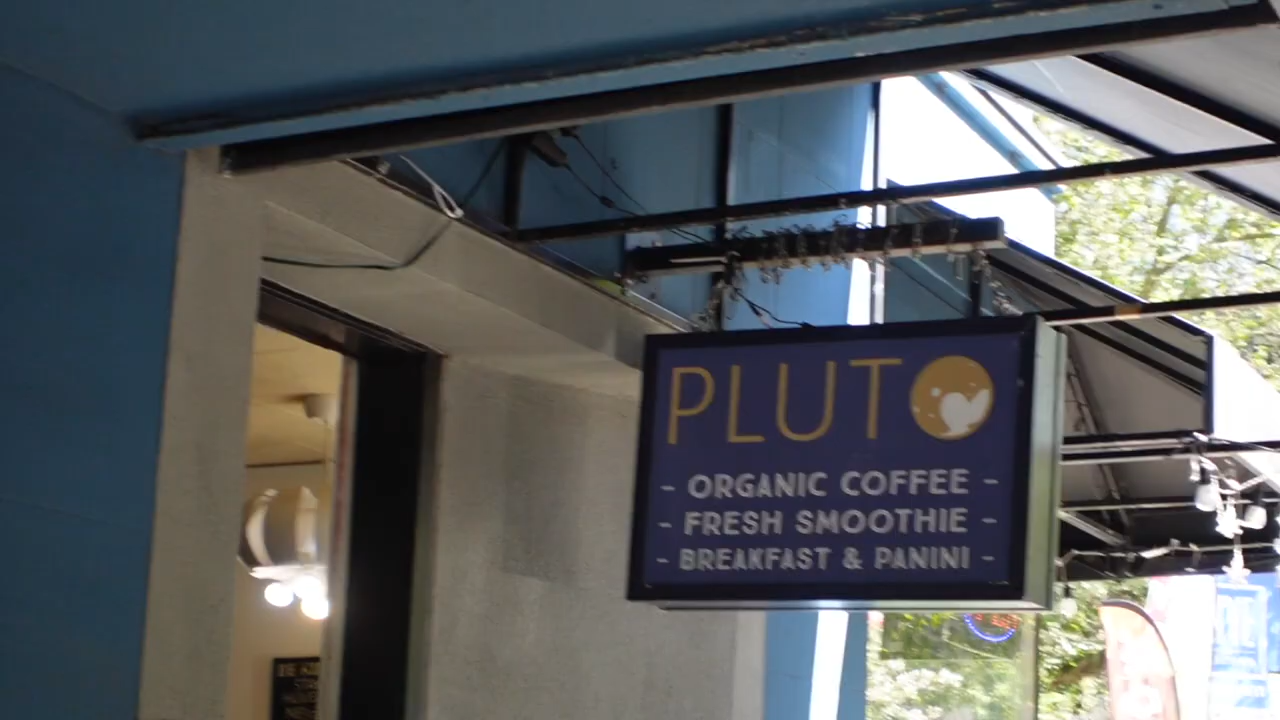 PLUTO
- ORGANIC COFFEE -
- FRESH SMOOTHIE -
- BREAKFAST & PANINI -